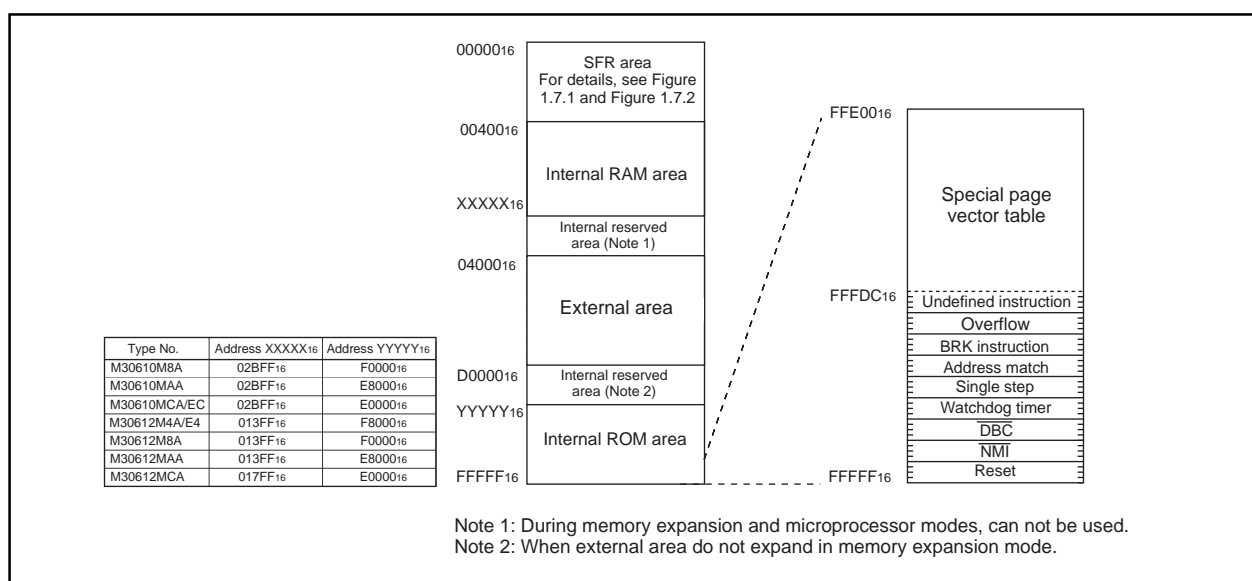 0000016
SFR area
For details, see Figure
1.7.1 and Figure 1.7.2
0040016
Internal RAM area
XXXXX16
Internal reserved
area (Note 1)
0400016
External area
D000016
Internal reserved
area (Note 2)
YYYYY16
Internal ROM area
FFFFF16
FFE0016
Special page
vector table
FFFDC16
Undefined instruction
Overflow
BRK instruction
Address match
Single step
Watchdog timer
DBC
NMI
Reset
FFFFF16
Type No. Address XXXXX16 Address YYYYY16
M30610M8A 02BFF16 F000016
M30610MAA 02BFF16 E800016
M30610MCA/EC 02BFF16 E000016
M30612M4A/E4 013FF16 F800016
M30612M8A 013FF16 F000016
M30612MAA 013FF16 E800016
M30612MCA 017FF16 E000016
Note 1: During memory expansion and microprocessor modes, can not be used.
Note 2: When external area do not expand in memory expansion mode.